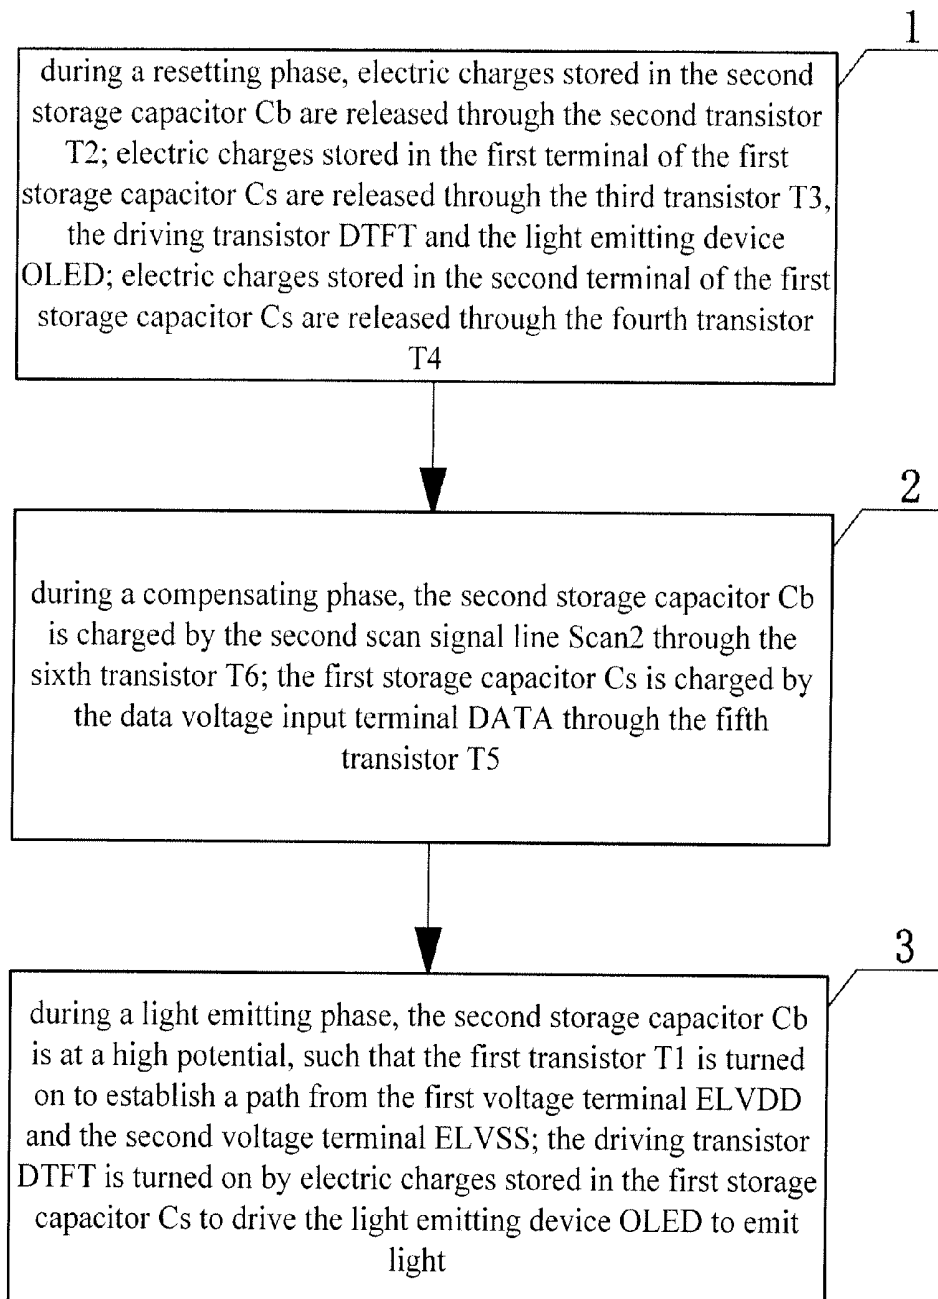 1
during a resetting phase, electric charges stored in the second
storage capacitor Cb are released through the second transistor
T2; electric charges stored in the first terminal of the first
storage capacitor Cs are released through the third transistor T3,
the driving transistor DTFT and the light emitting device
OLED; electric charges stored in the second terminal of the first
storage capacitor Cs are released through the fourth transistor
T4
2
during a compensating phase, the second storage capacitor Cb
is charged by the second scan signal line Scan2 through the
sixth transistor T6; the first storage capacitor Cs is charged by
the data voltage input terminal DATA through the fifth
transistor T5
3
during a light emitting phase, the second storage capacitor Cb
is at a high potential, such that the first transistor T1 is turned
on to establish a path from the first voltage terminal ELVDD
and the second voltage terminal ELVSS; the driving transistor
DTFT is turned on by electric charges stored in the first storage
capacitor Cs to drive the light emitting device OLED to emit
light